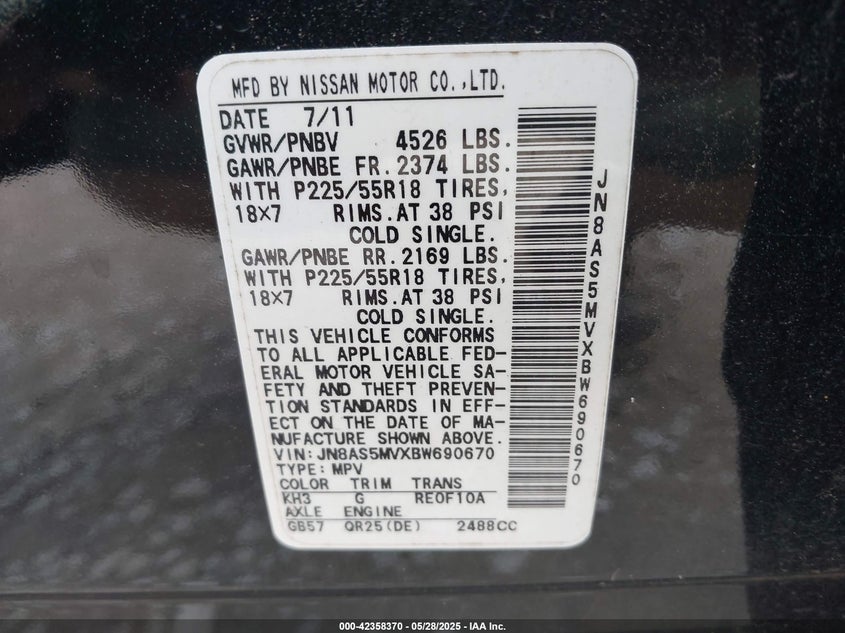 MFD BY NISSAN MOTOR CO.,LTD.
DATE 7/11
GVWR/PNBV 4526 LBS.
GAWR/PNBE FR.2374 LBS.
WITH P225/55R18 TIRES,
18X7 RIMS.AT 38 PSI
COLD SINGLE.
GAWR/PNBE RR.2169 LBS.
WITH P225/55R18 TIRES,
18X7 RIMS.AT 38 PSI
COLD SINGLE.
THIS VEHICLE CONFORMS
TO ALL APPLICABLE FED-
ERAL MOTOR VEHICLE SA-
FETY AND THEFT PREVEN-
TION STANDARDS IN EFF-
ECT ON THE DATE OF MA-
NUFACTURE SHOWN ABOVE.
VIN:JN8AS5MVXBW690670
TYPE:MPV
COLOR TRIM TRANS
KH3 G RE0F10A
AXLE ENGINE
GB57 QR25(DE) 2488CC
JN8AS5MVXBW690670
000-42358370 — 05/28/2025 — IAA Inc.